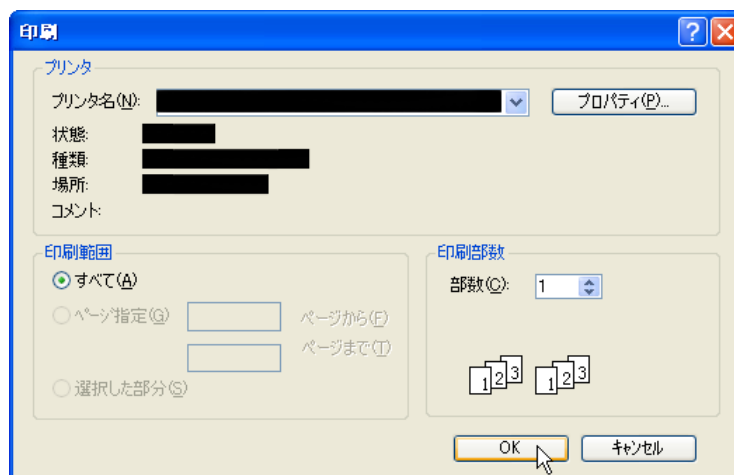 印刷
プリンタ
プリンタ名(N):
プロパティ(P)...
状態:
種類:
場所:
コメント:
印刷範囲
すべて(A)
ページ指定(G)
ページから(F)
ページまで(T)
選択した部分(S)
印刷部数
部数(C):
1
1 2 3
1 2 3
OK
キャンセル